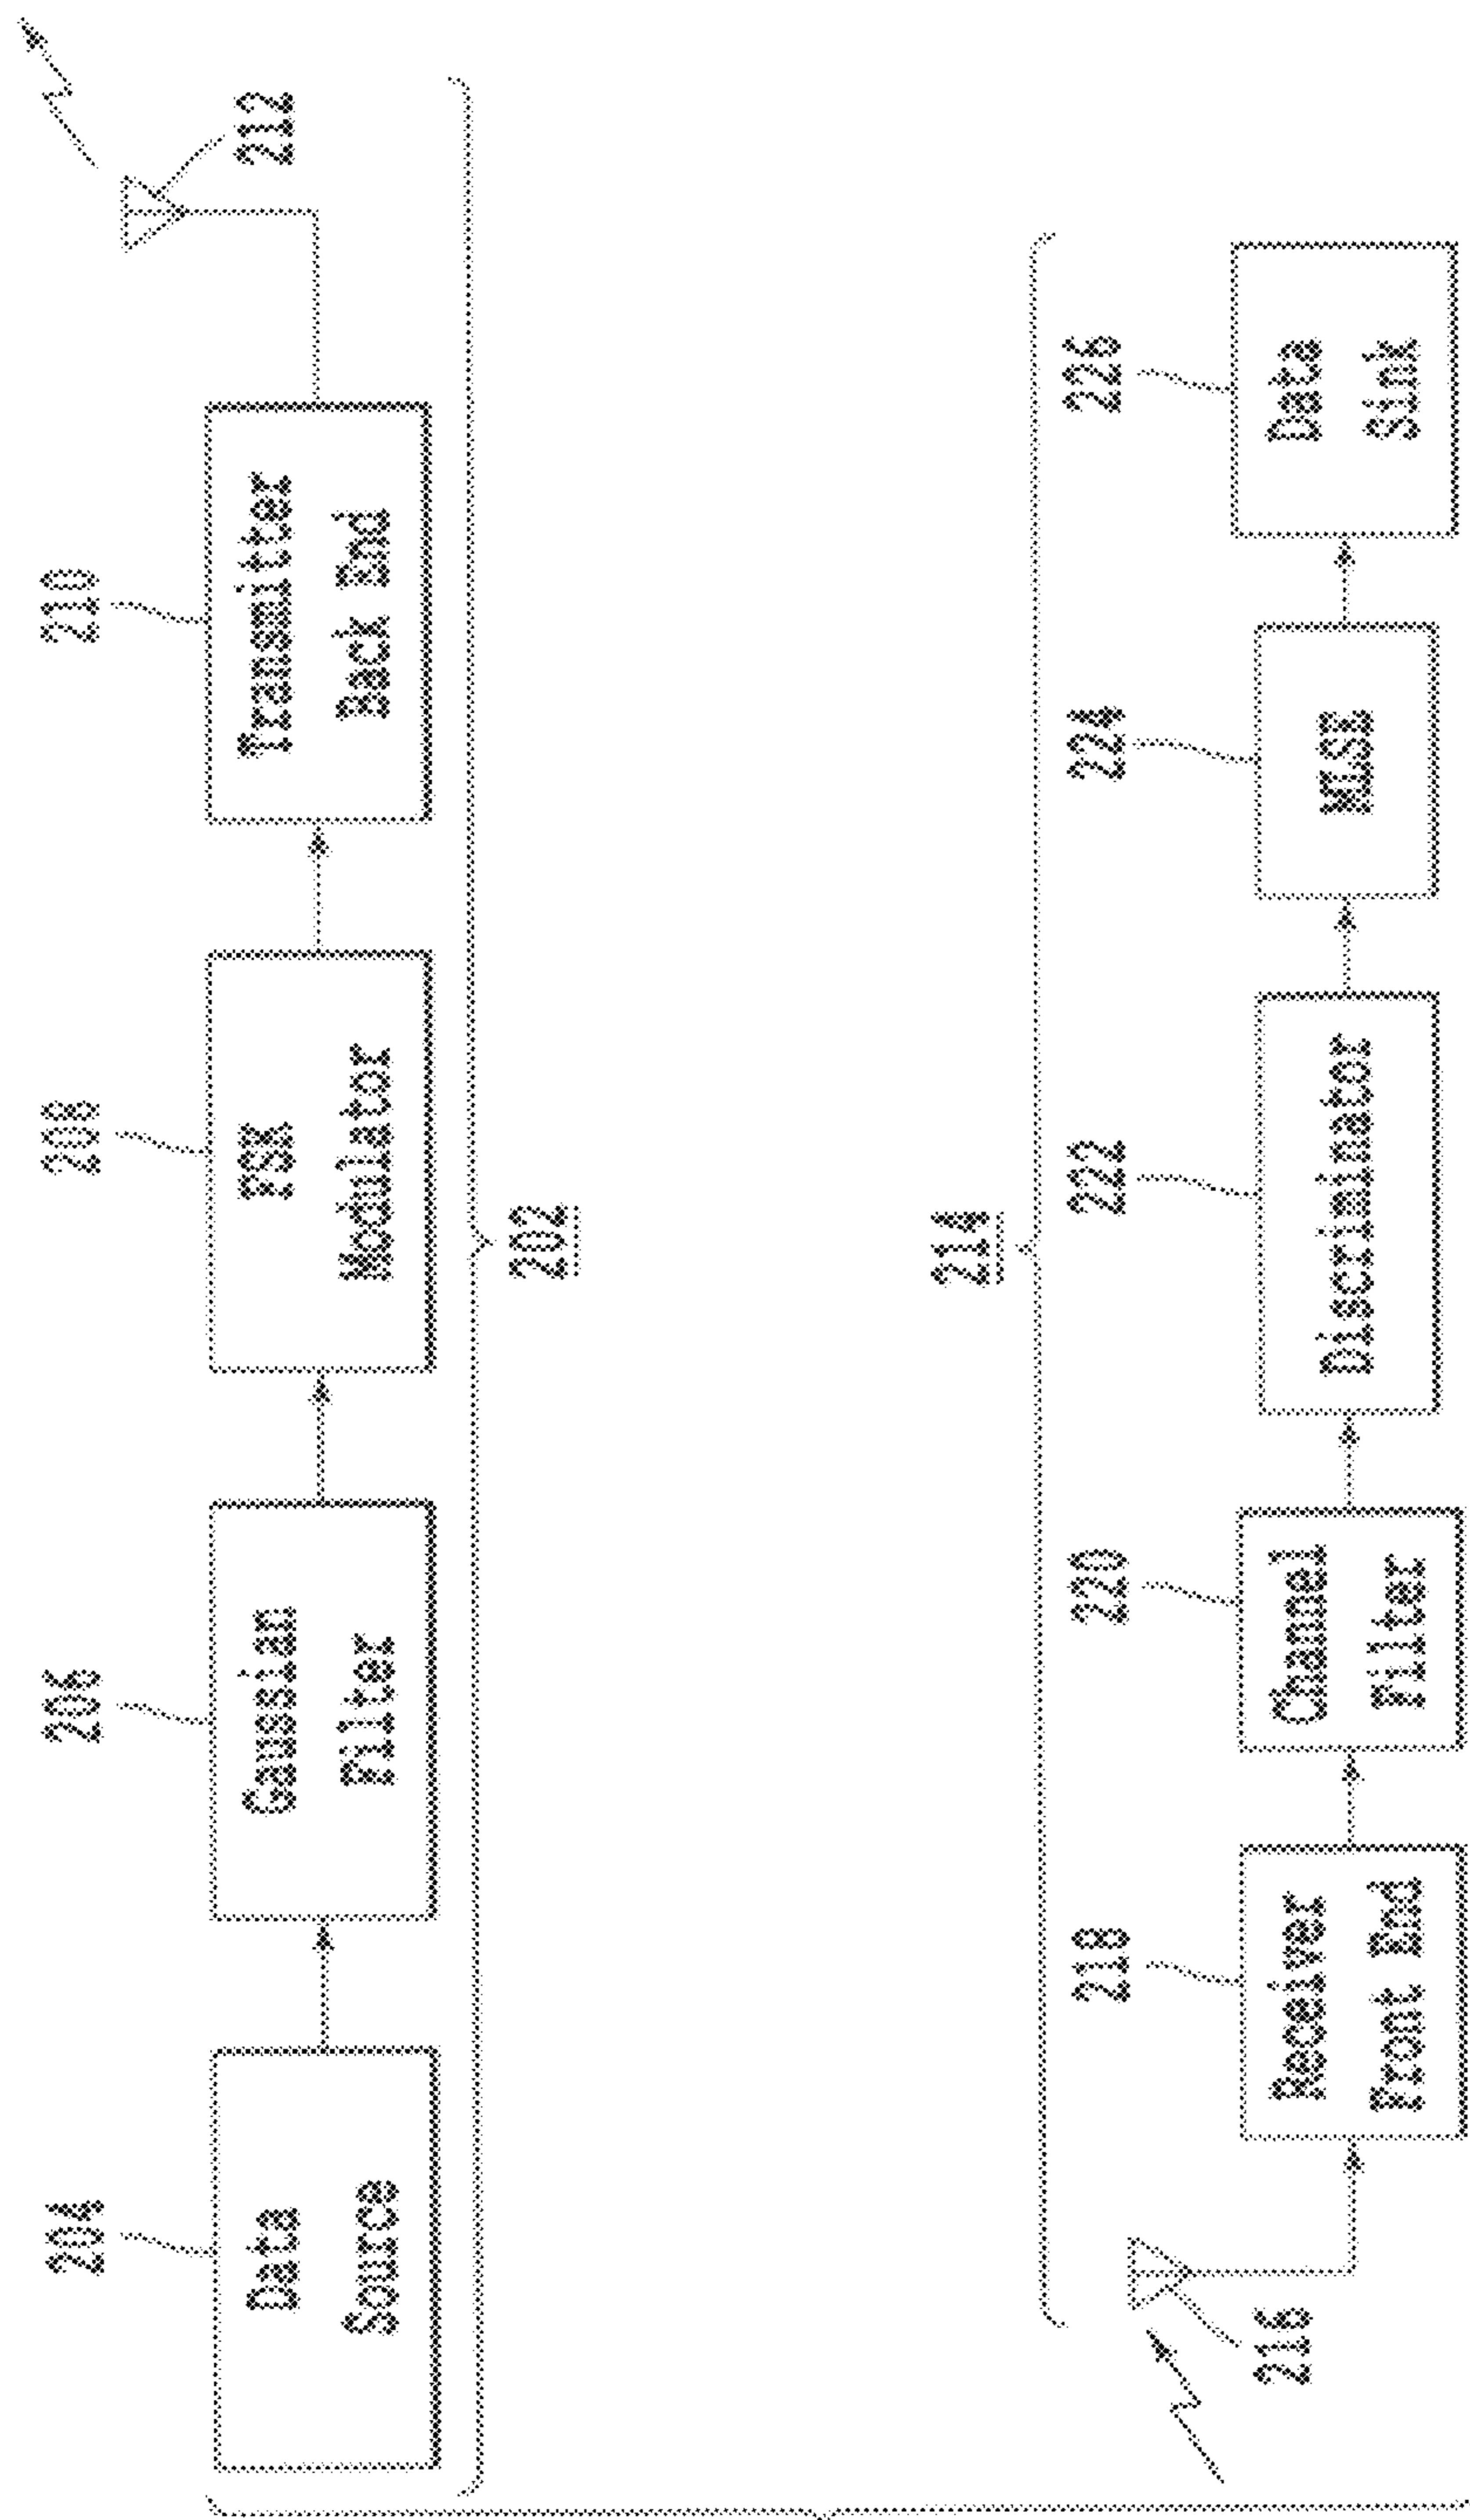 204
206
208
210
212
Data
Source
Gaussian
Filter
FSK
Modulator
Transmitter
Back End
202
214
216
218
220
222
224
226
Receiver
Front End
Channel
Filter
Discriminator
MLSE
Data
Sink